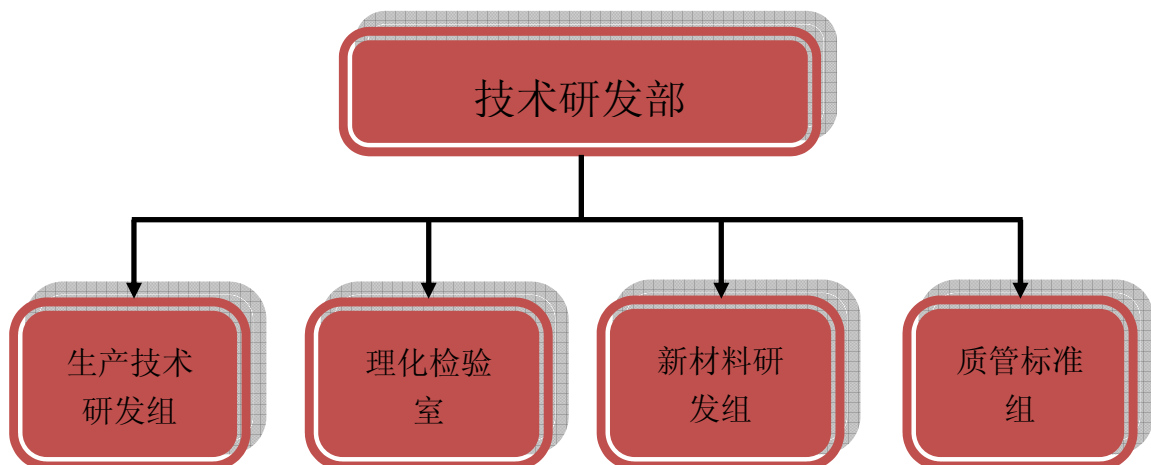 技术研发部
生产技术
研发组
理化检验
室
新材料研
发组
质管标准
组